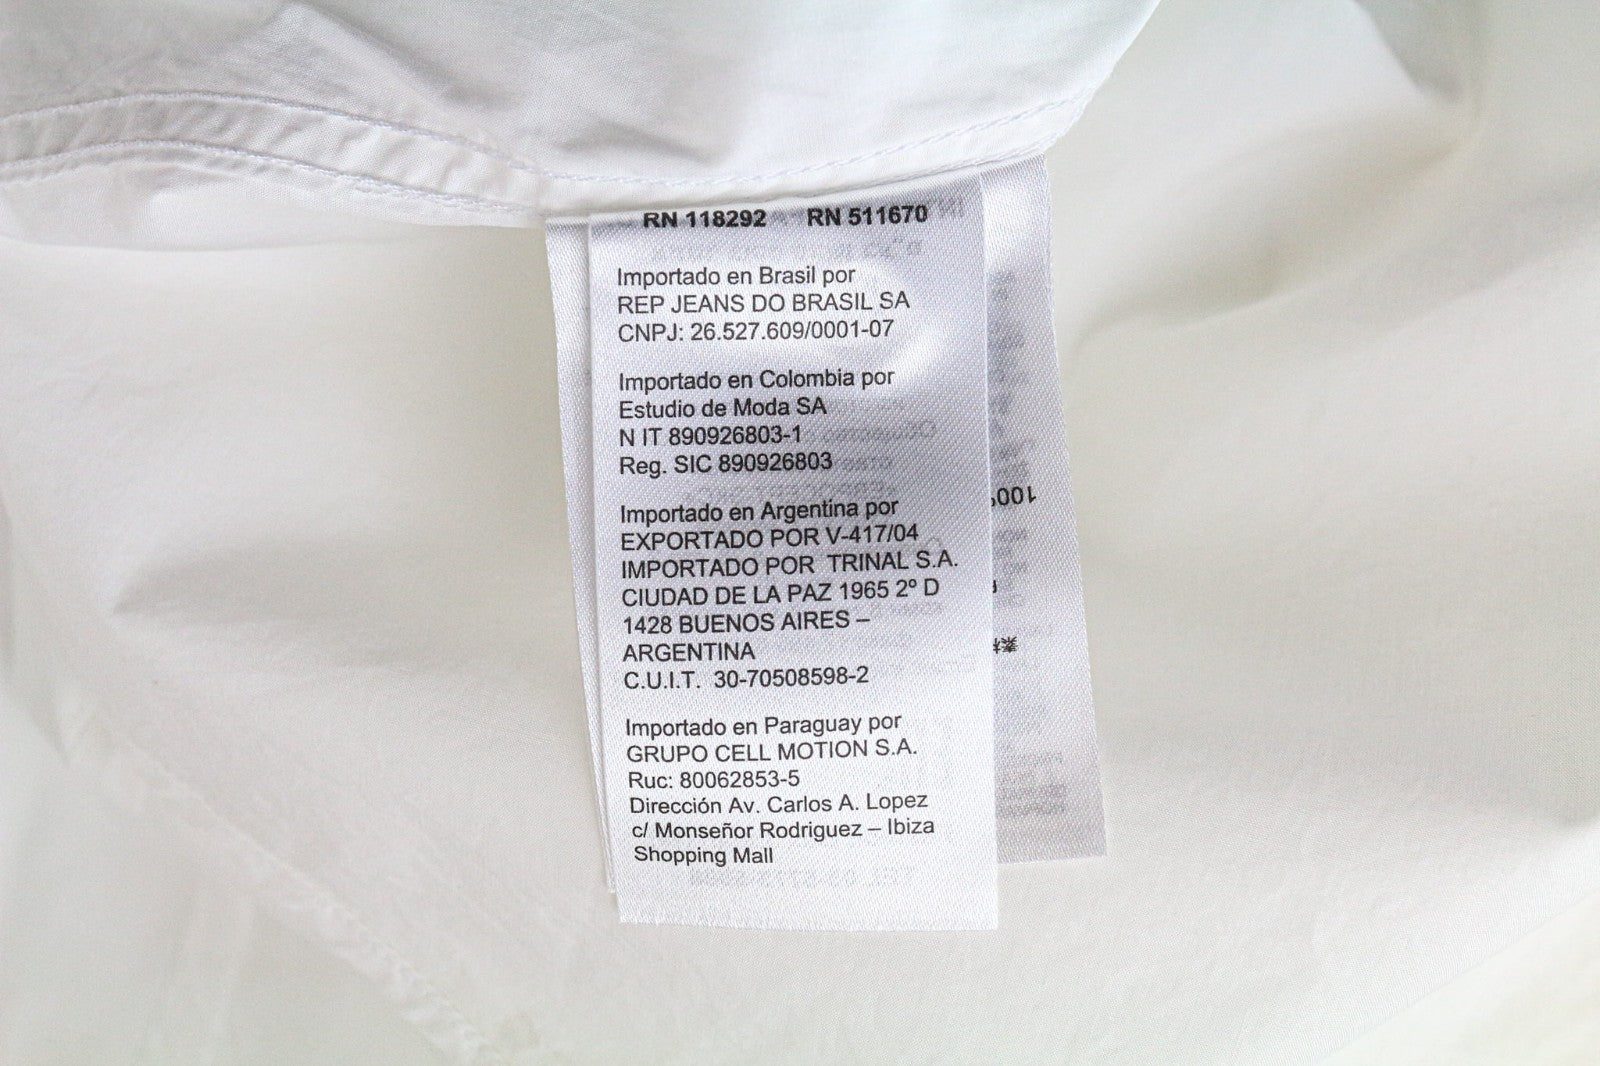 RN 118292 RN 511670
Importado en Brasil por
REP JEANS DO BRASIL SA
CNPJ: 26.527.609/0001-07
Importado en Colombia por
Estudio de Moda SA
N IT 890926803-1
Reg. SIC 890926803
Importado en Argentina por
EXPORTADO POR V-417/04
IMPORTADO POR TRINAL S.A.
CIUDAD DE LA PAZ 1965 2º D
1428 BUENOS AIRES –
ARGENTINA
C.U.I.T. 30-70508598-2
Importado en Paraguay por
GRUPO CELL MOTION S.A.
Ruc: 80062853-5
Dirección Av. Carlos A. Lopez
c/ Monseñor Rodriguez – Ibiza
Shopping Mall